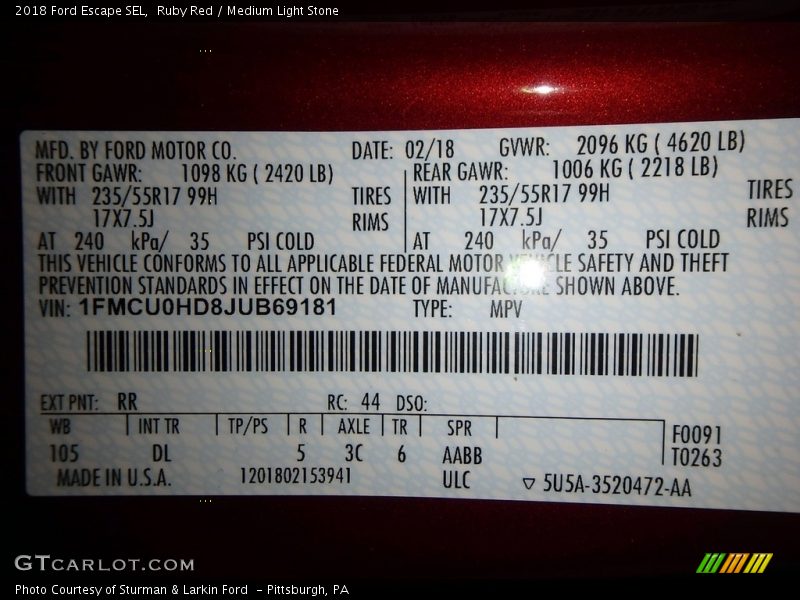 2018 Ford Escape SEL,  Ruby Red / Medium Light Stone
MFD. BY FORD MOTOR CO. DATE: 02/18 GVWR: 2096 KG ( 4620 LB)
FRONT GAWR: 1098 KG ( 2420 LB) REAR GAWR: 1006 KG ( 2218 LB)
WITH 235/55R17 99H TIRES WITH 235/55R17 99H TIRES
17X7.5J RIMS 17X7.5J RIMS
AT 240 kPa/ 35 PSI COLD AT 240 kPa/ 35 PSI COLD
THIS VEHICLE CONFORMS TO ALL APPLICABLE FEDERAL MOTOR VEHICLE SAFETY AND THEFT
PREVENTION STANDARDS IN EFFECT ON THE DATE OF MANUFACTURE SHOWN ABOVE.
VIN: 1FMCU0HD8JUB69181 TYPE: MPV
EXT PNT: RR RC: 44 DSO:
WB INT TR TP/PS R AXLE TR SPR F0091
105 DL 5 3C 6 AABB T0263
MADE IN U.S.A. 1201802153941 ULC ▽ 5U5A-3520472-AA
GTCARLOT.COM
Photo Courtesy of Sturman & Larkin Ford  - Pittsburgh, PA